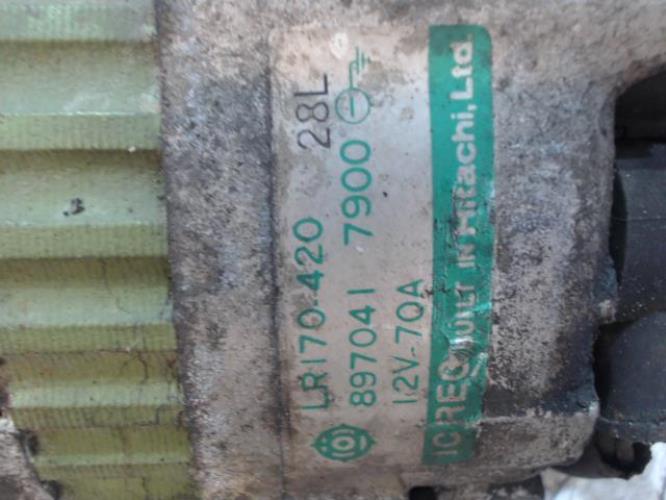 LR170-420 28L
897041 7900
12V-70A
IC REG BUILT IN Hitachi, Ltd.